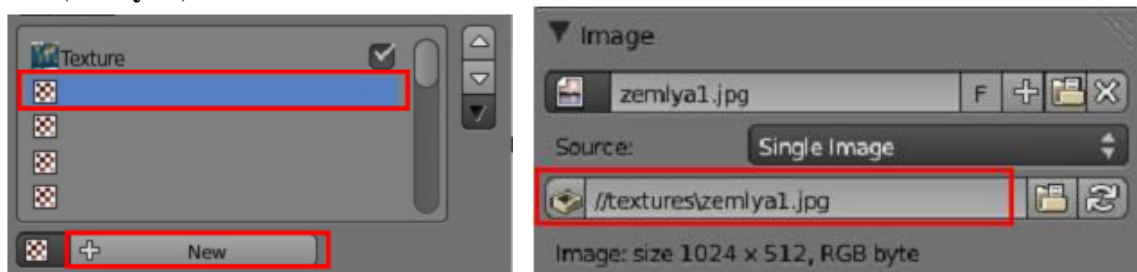 Texture
New
Image
zemlya1.jpg
F
Source:
Single Image
//textures\zemlya1.jpg
Image: size 1024 × 512, RGB byte